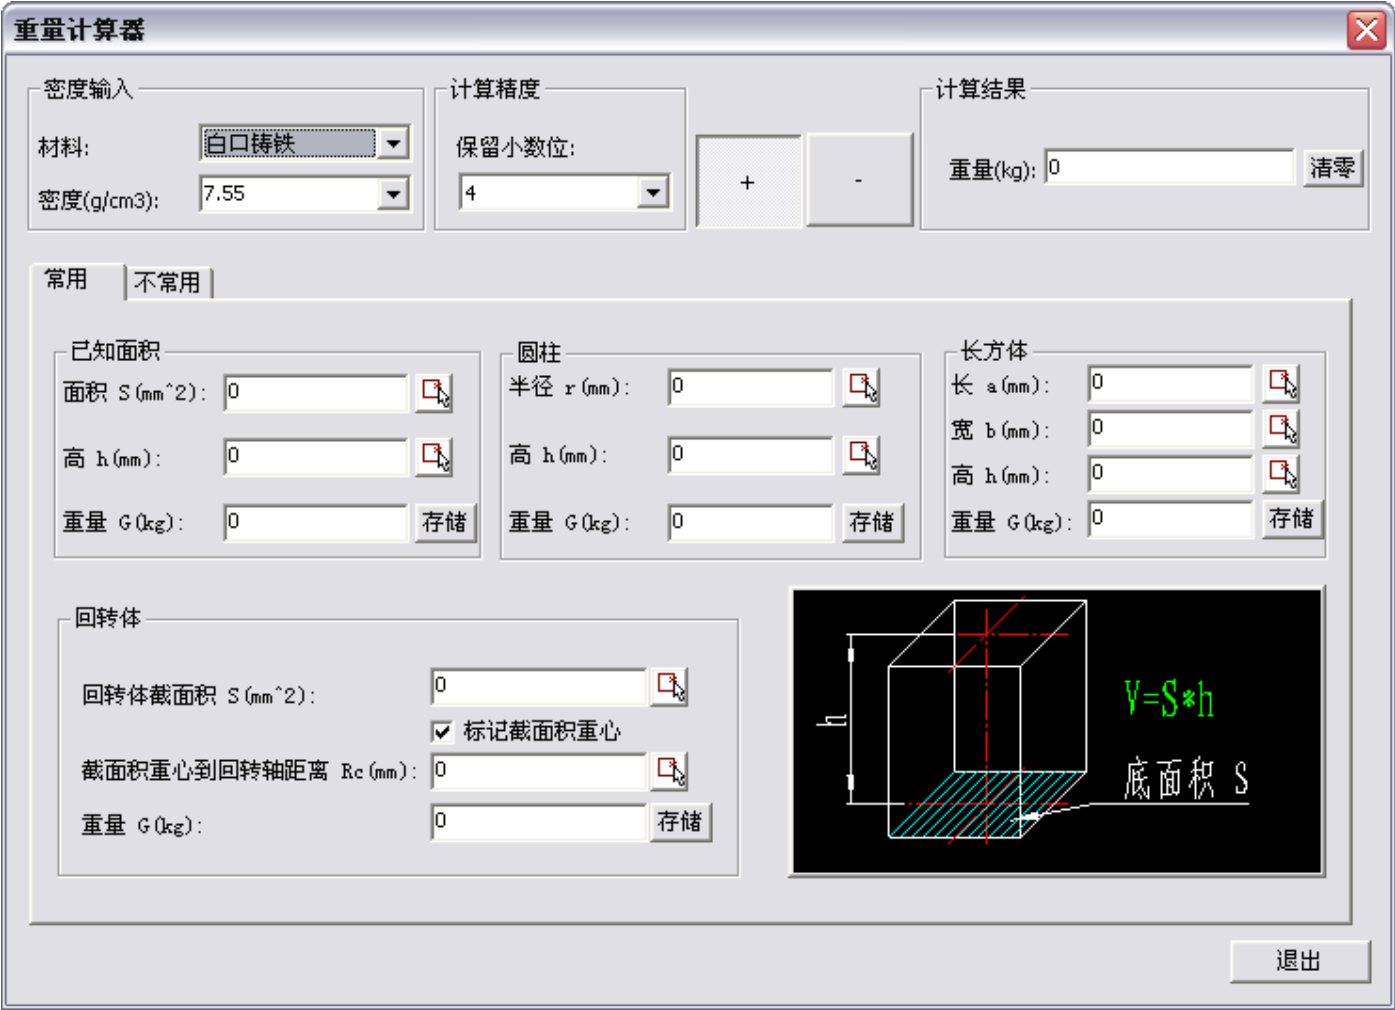 重量计算器
密度输入
材料: 白口铸铁
密度(g/cm3): 7.55
计算精度
保留小数位:
4
+
-
计算结果
重量(kg): 0 清零
常用 不常用
已知面积
面积 S(mm^2): 0
高 h(mm): 0
重量 G(kg): 0 存储
圆柱
半径 r(mm): 0
高 h(mm): 0
重量 G(kg): 0 存储
长方体
长 a(mm): 0
宽 b(mm): 0
高 h(mm): 0
重量 G(kg): 0 存储
回转体
回转体截面积 S(mm^2): 0
标记截面积重心
截面积重心到回转轴距离 Rc(mm): 0
重量 G(kg): 0 存储
h
V=S*h
底面积 S
退出